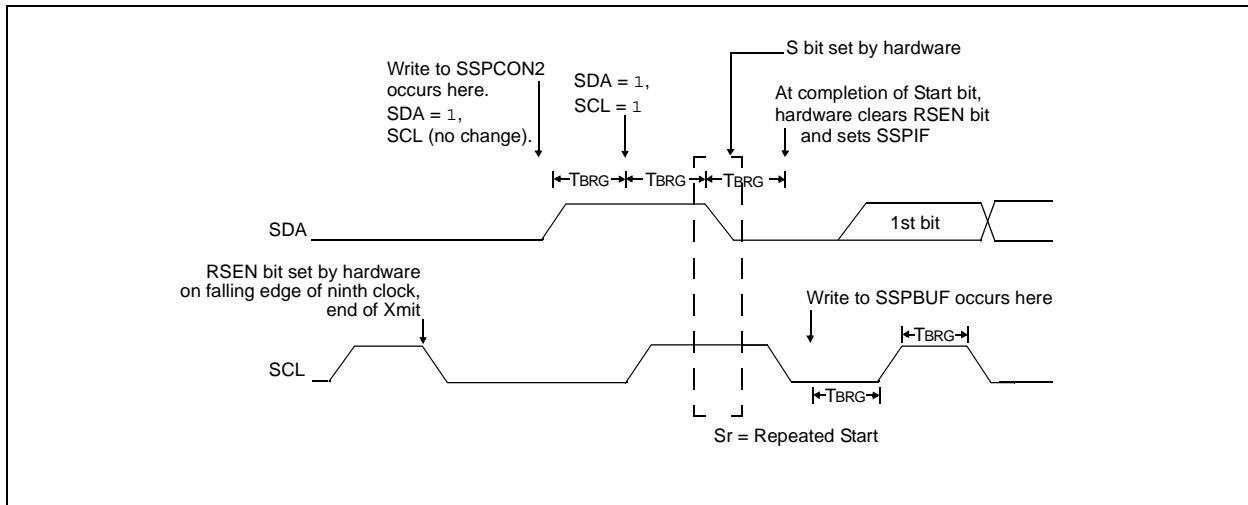 S bit set by hardware
Write to SSPCON2
occurs here.
SDA = 1,
SCL (no change).
SDA = 1,
SCL = 1
At completion of Start bit,
hardware clears RSEN bit
and sets SSPIF
TBRG
TBRG
TBRG
SDA
1st bit
RSEN bit set by hardware
on falling edge of ninth clock,
end of Xmit
Write to SSPBUF occurs here
TBRG
SCL
TBRG
Sr = Repeated Start